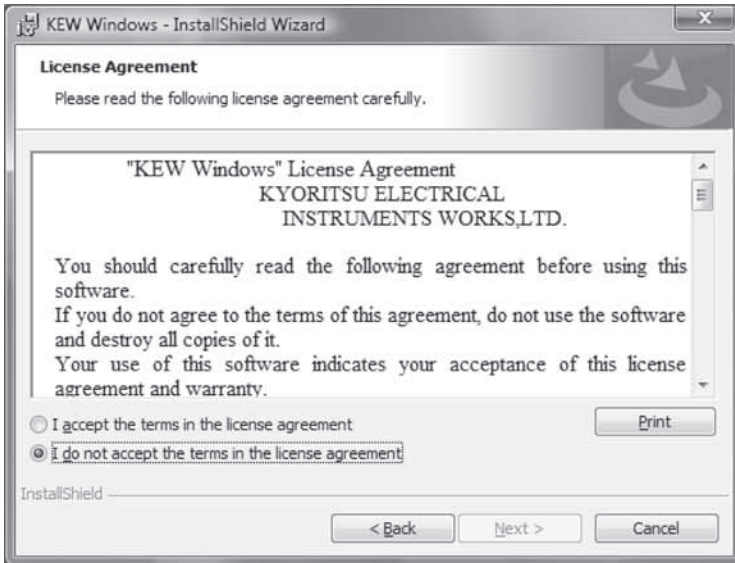 KEW Windows - InstallShield Wizard
License Agreement
Please read the following license agreement carefully.
"KEW Windows" License Agreement
KYORITSU ELECTRICAL
INSTRUMENTS WORKS,LTD.
You should carefully read the following agreement before using this
software.
If you do not agree to the terms of this agreement, do not use the software
and destroy all copies of it.
Your use of this software indicates your acceptance of this license
agreement and warranty.
I accept the terms in the license agreement
Print
I do not accept the terms in the license agreement
InstallShield
< Back
Next >
Cancel